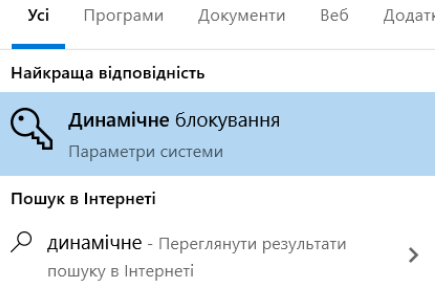 Усі Програми Документи Веб Додатк
Найкраща відповідність
Динамічне блокування
Параметри системи
Пошук в Інтернеті
динамічне - Переглянути результати
пошуку в Інтернеті